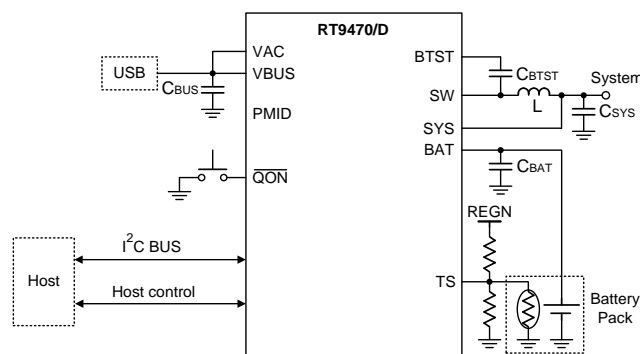 RT9470/D
VAC
BTST
USB
VBUS
CBTST
System
CBUS
SW
L
CSYS
PMID
SYS
BAT
QON
CBAT
REGN
I²C BUS
Host
Host control
TS
Battery
Pack